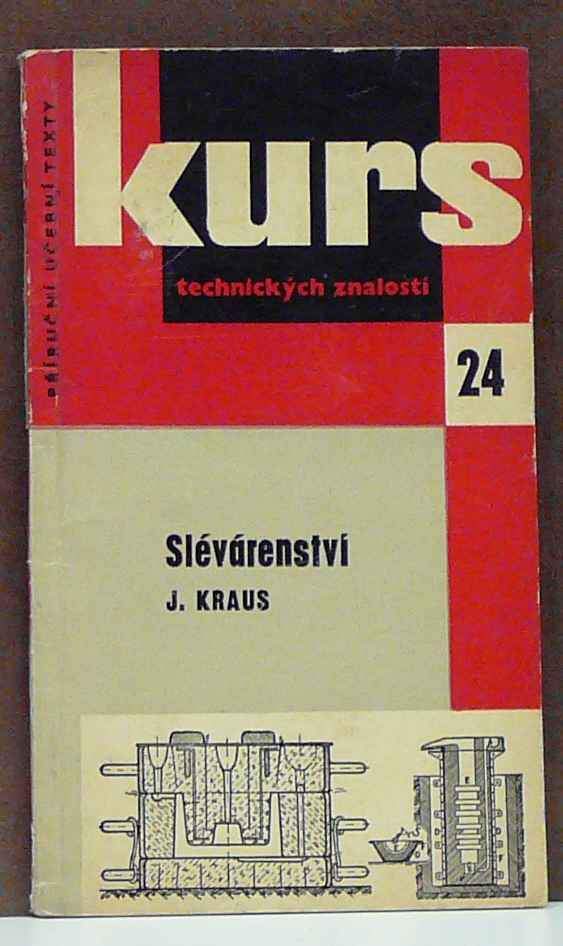 PŘÍRUČNÍ UČEBNÍ TEXTY
kurs
technických znalostí
24
Slévárenství
J. KRAUS